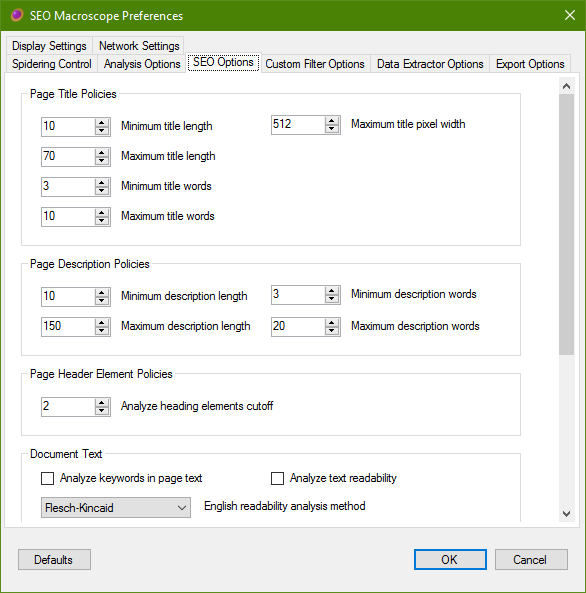 SEO Macroscope Preferences
Display Settings Network Settings
Spidering Control Analysis Options SEO Options Custom Filter Options Data Extractor Options Export Options
Page Title Policies
10 Minimum title length 512 Maximum title pixel width
70 Maximum title length
3 Minimum title words
10 Maximum title words
Page Description Policies
10 Minimum description length 3 Minimum description words
150 Maximum description length 20 Maximum description words
Page Header Element Policies
2 Analyze heading elements cutoff
Document Text
Analyze keywords in page text Analyze text readability
Flesch-Kincaid English readability analysis method
Defaults OK Cancel